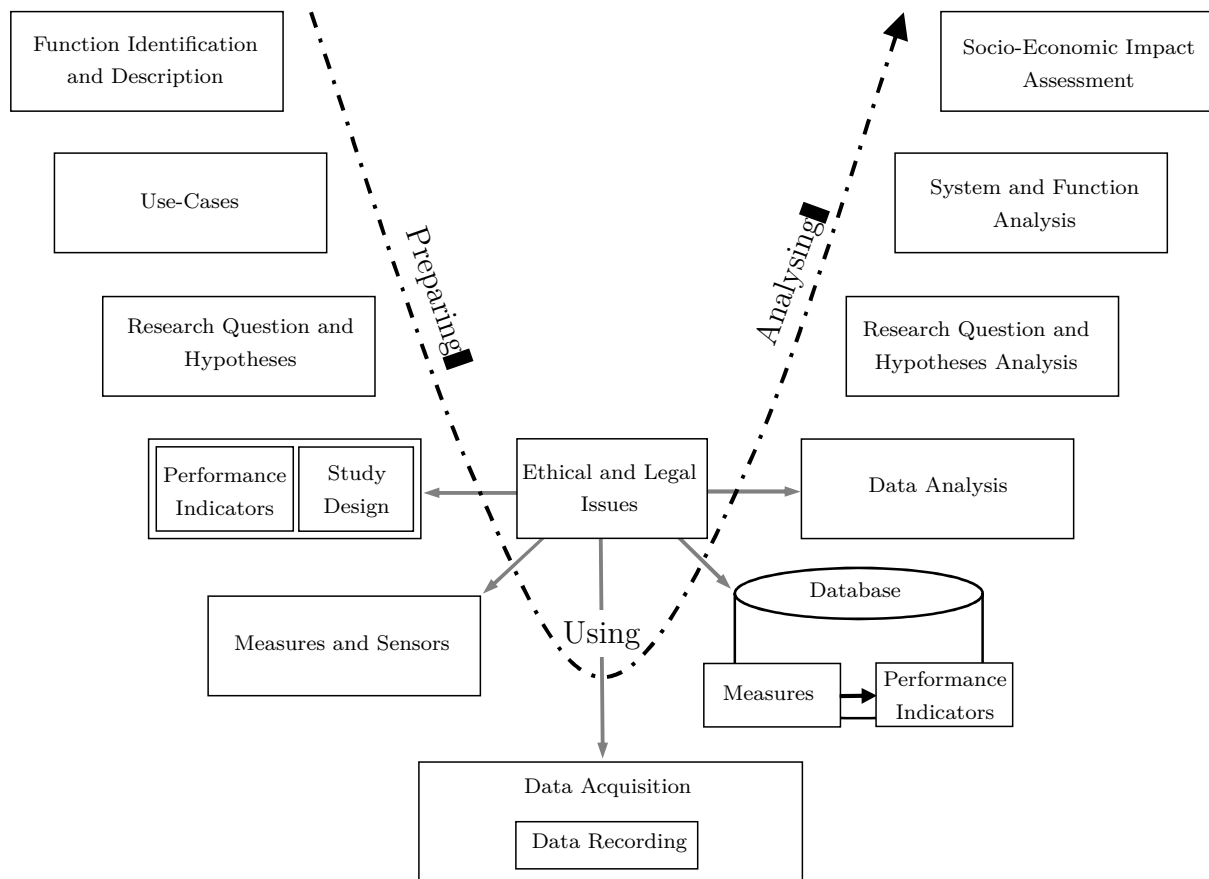 Function Identification
and Description
Use-Cases
Research Question and
Hypotheses
Performance
Indicators
Study
Design
Measures and Sensors
Preparing
Ethical and Legal
Issues
Using
Data Acquisition
Data Recording
Analysing
Socio-Economic Impact
Assessment
System and Function
Analysis
Research Question and
Hypotheses Analysis
Data Analysis
Database
Measures
Performance
Indicators